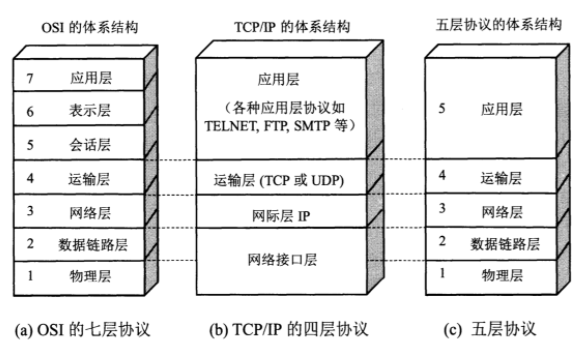 OSI 的体系结构
7 应用层
6 表示层
5 会话层
4 运输层
3 网络层
2 数据链路层
1 物理层
(a) OSI 的七层协议
TCP/IP 的体系结构
应用层
（各种应用层协议如
TELNET, FTP, SMTP 等）
运输层 (TCP 或 UDP)
网际层 IP
网络接口层
(b) TCP/IP 的四层协议
五层协议的体系结构
5 应用层
4 运输层
3 网络层
2 数据链路层
1 物理层
(c) 五层协议